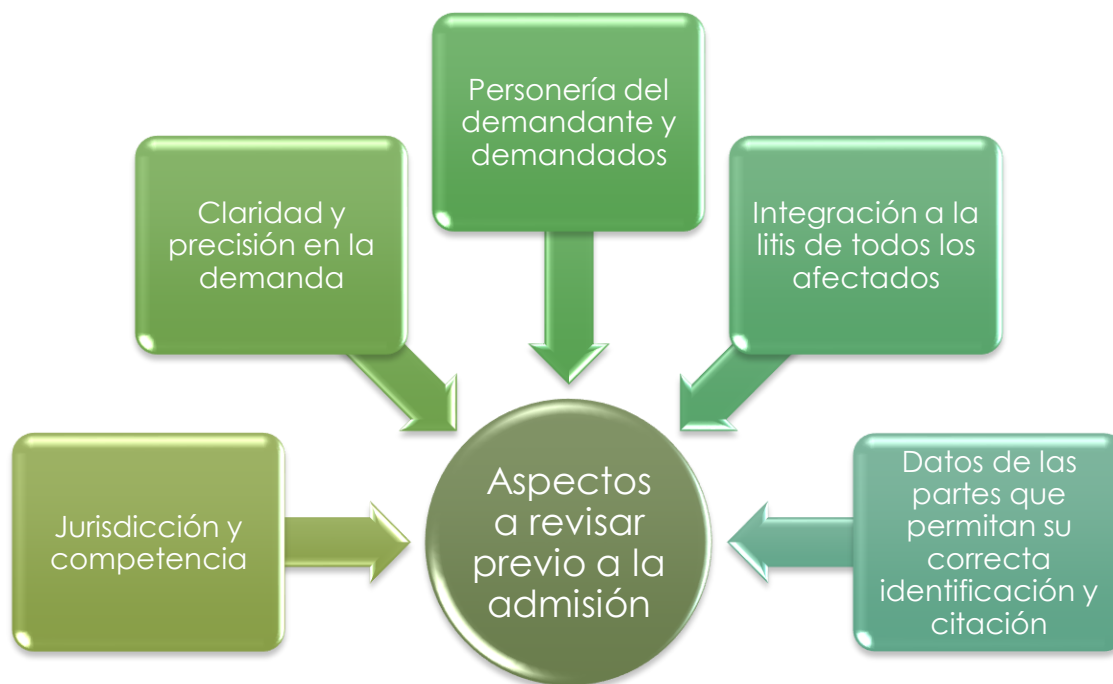 Jurisdicción y
competencia
Claridad y
precisión en la
demanda
Personería del
demandante y
demandados
Integración a la
litis de todos los
afectados
Datos de las
partes que
permitan su
correcta
identificación y
citación
Aspectos
a revisar
previo a la
admisión